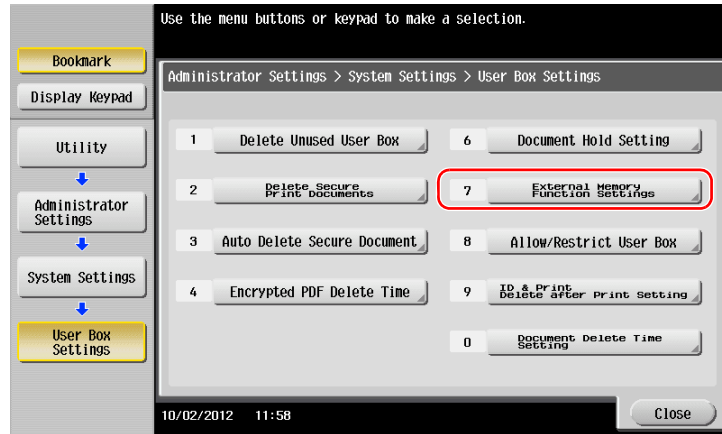 Use the menu buttons or keypad to make a selection.
Bookmark
Display Keypad
Utility
Administrator
Settings
System Settings
User Box
Settings
Administrator Settings > System Settings > User Box Settings
1 Delete Unused User Box
2 Delete Secure
Print Documents
3 Auto Delete Secure Document
4 Encrypted PDF Delete Time
6 Document Hold Setting
7 External Memory
Function Settings
8 Allow/Restrict User Box
9 ID & Print
Delete after Print Setting
0 Document Delete Time
Setting
10/02/2012 11:58
Close